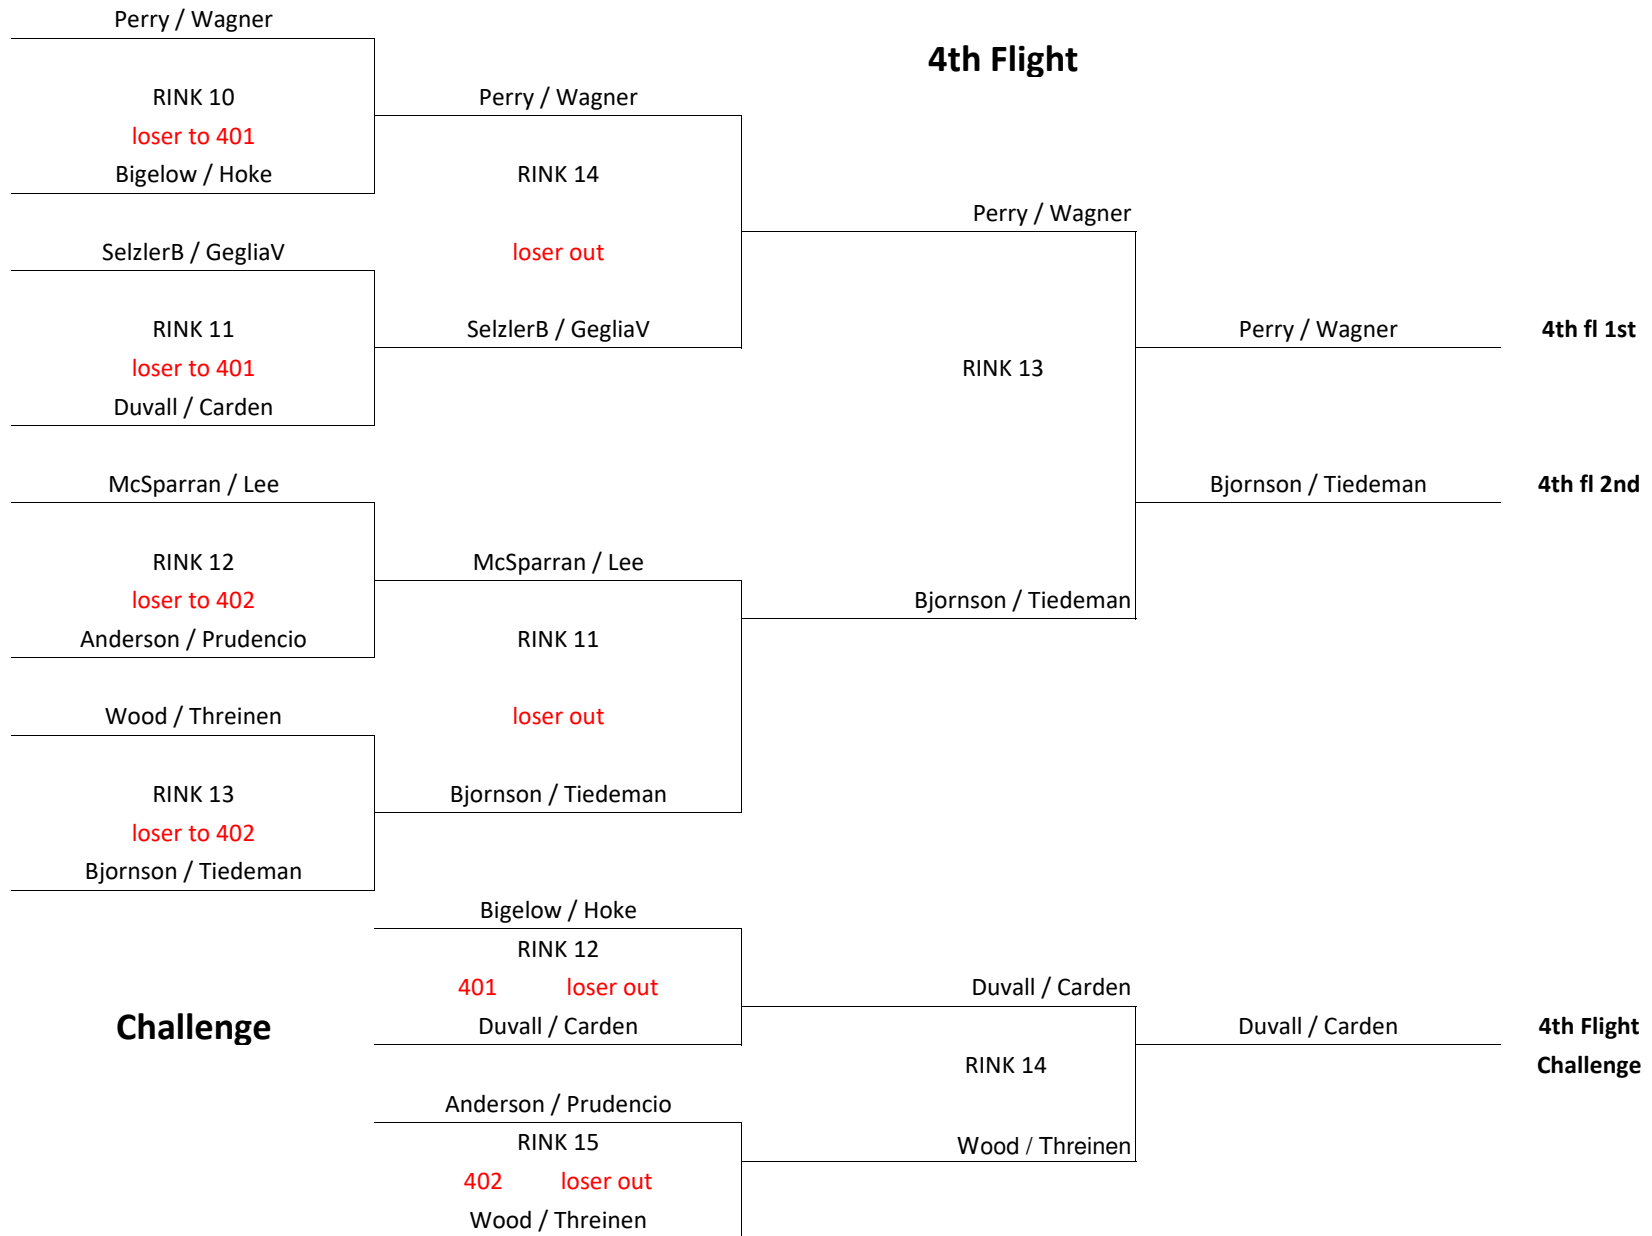 Perry / Wagner
4th Flight
RINK 10
Perry / Wagner
loser to 401
Bigelow / Hoke
RINK 14
Perry / Wagner
SelzlerB / GegliaV
loser out
RINK 11
SelzlerB / GegliaV
Perry / Wagner
4th fl 1st
loser to 401
RINK 13
Duvall / Carden
McSparran / Lee
Bjornson / Tiedeman
4th fl 2nd
RINK 12
McSparran / Lee
loser to 402
Bjornson / Tiedeman
Anderson / Prudencio
RINK 11
Wood / Threinen
loser out
RINK 13
Bjornson / Tiedeman
loser to 402
Bjornson / Tiedeman
Bigelow / Hoke
RINK 12
401 loser out
Duvall / Carden
Challenge
Duvall / Carden
Duvall / Carden
4th Flight
RINK 14
Challenge
Anderson / Prudencio
RINK 15
Wood / Threinen
402 loser out
Wood / Threinen